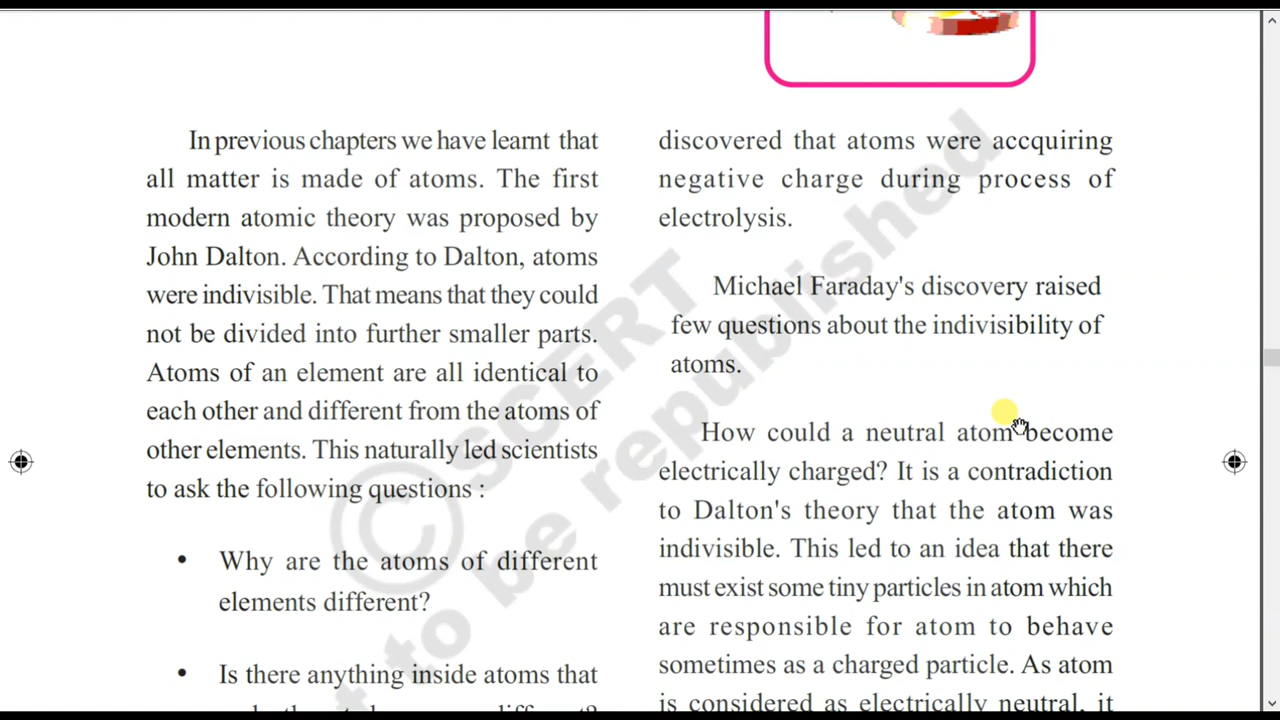 In previous chapters we have learnt that
all matter is made of atoms. The first
modern atomic theory was proposed by
John Dalton. According to Dalton, atoms
were indivisible. That means that they could
not be divided into further smaller parts.
Atoms of an element are all identical to
each other and different from the atoms of
other elements. This naturally led scientists
to ask the following questions :
• Why are the atoms of different
elements different?
• Is there anything inside atoms that
discovered that atoms were accquiring
negative charge during process of
electrolysis.
Michael Faraday's discovery raised
few questions about the indivisibility of
atoms.
How could a neutral atom become
electrically charged? It is a contradiction
to Dalton's theory that the atom was
indivisible. This led to an idea that there
must exist some tiny particles in atom which
are responsible for atom to behave
sometimes as a charged particle. As atom
is considered as electrically neutral, it
© SCERT
t to be republished